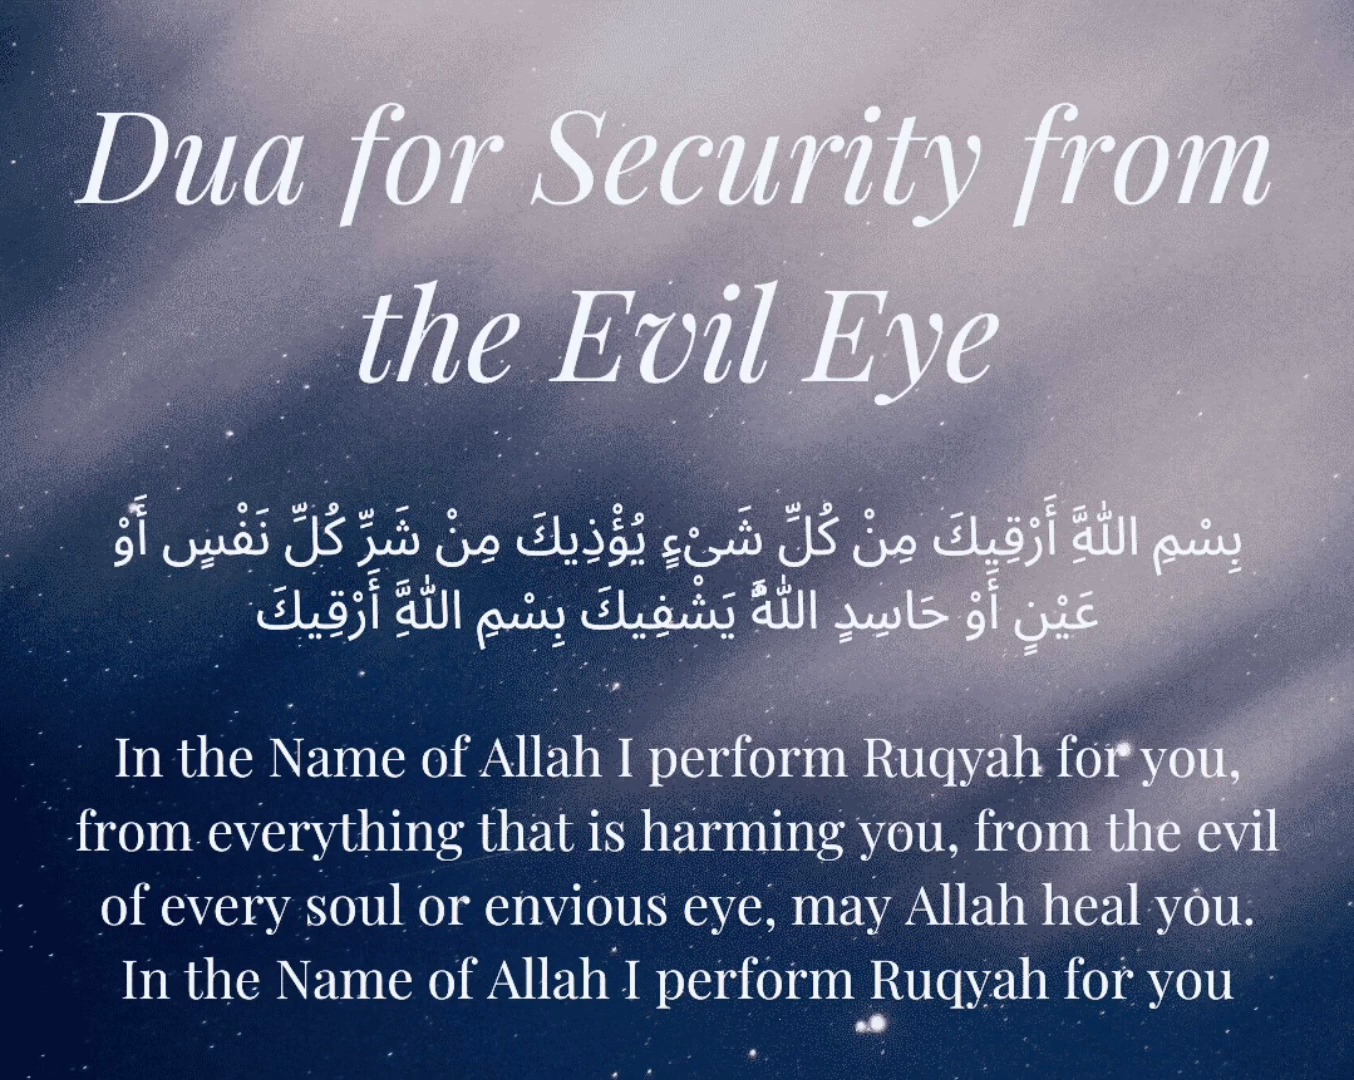 Dua for Security from
the Evil Eye
بِسْمِ اللّٰهَِّ أَرْقِيكَ مِنْ كُلِّ شَىْءٍ يُؤْذِيكَ مِنْ شَرِّ كُلِّ نَفْسٍ أَوْ
عَيْنٍ أَوْ حَاسِدٍ اللّٰهَُّ يَشْفِيكَ بِسْمِ اللّٰهَِّ أَرْقِيكَ
In the Name of Allah I perform Ruqyah for you,
from everything that is harming you, from the evil
of every soul or envious eye, may Allah heal you.
In the Name of Allah I perform Ruqyah for you